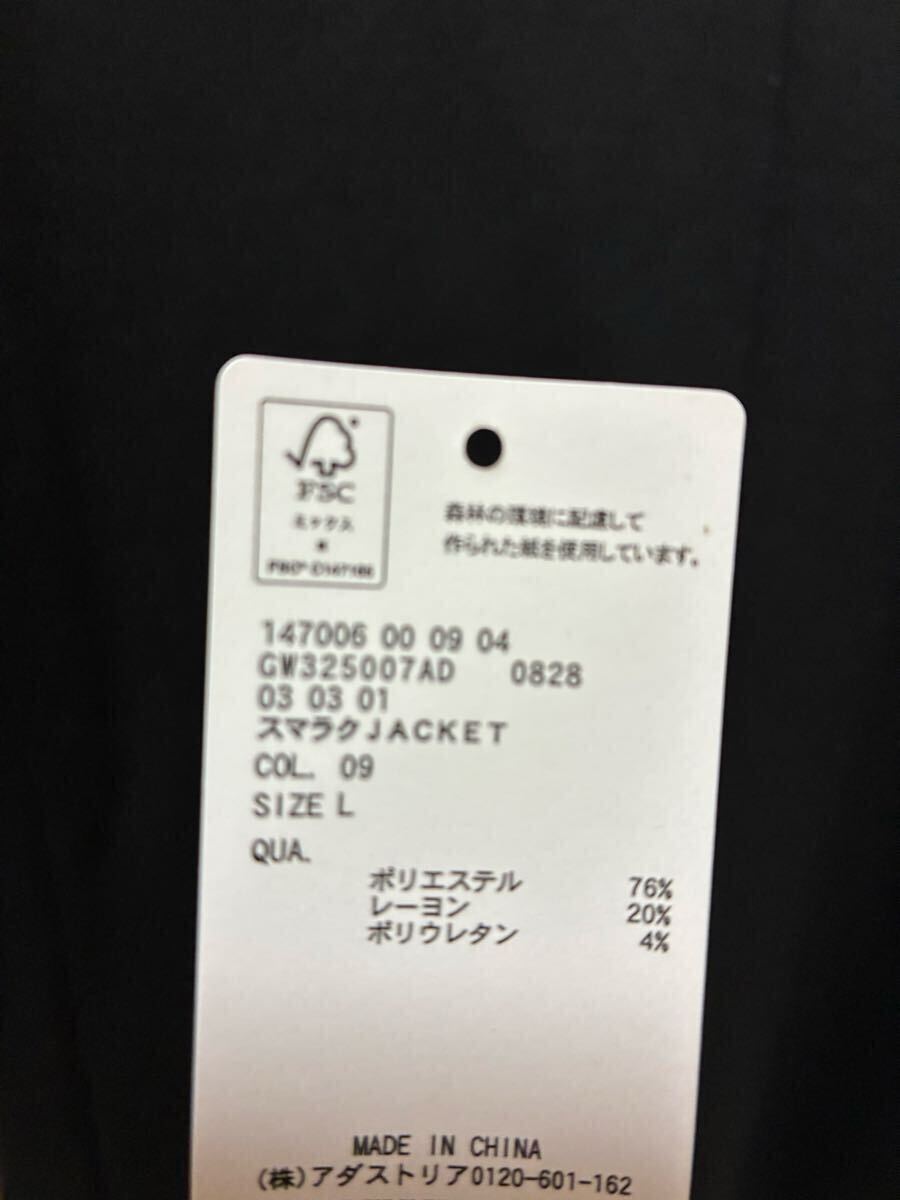 FSC
ミックス
森林の環境に配慮して
作られた紙を使用しています。
147006 00 09 04
GW325007AD 0828
03 03 01
スマラクJACKET
COL. 09
SIZE L
QUA.
ポリエステル 76%
レーヨン 20%
ポリウレタン 4%
MADE IN CHINA
(株)アダストリア0120-601-162